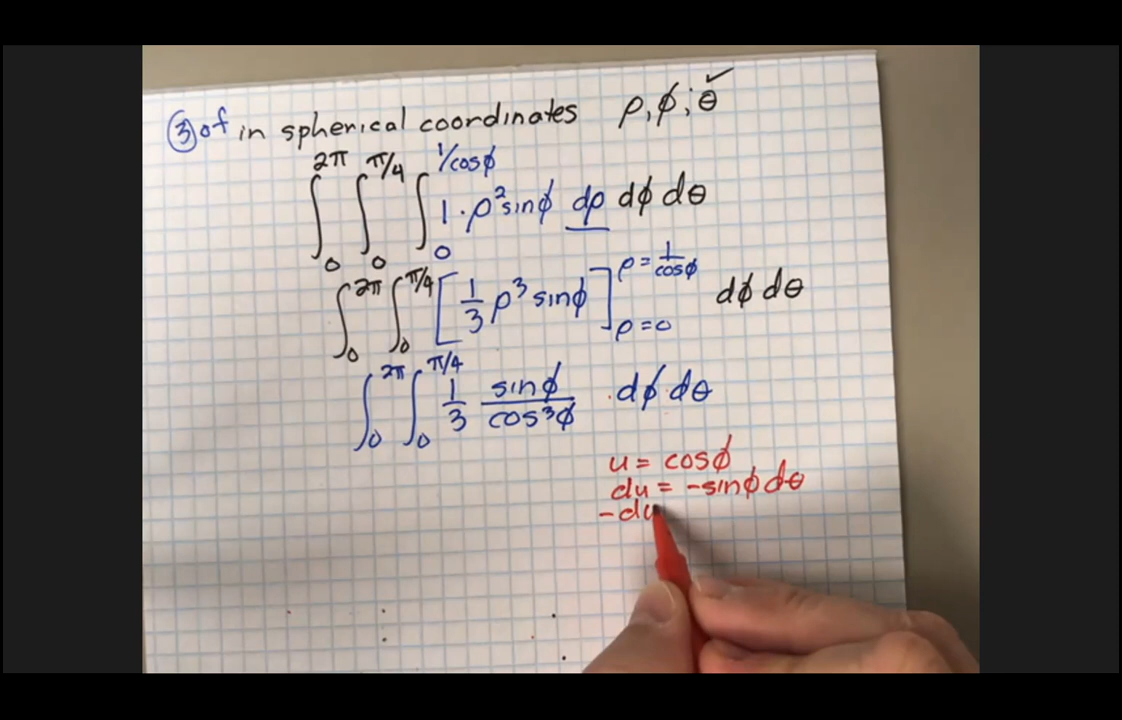 ③ of in spherical coordinates ρ, ϕ, θ ✓
∫₀^2π ∫₀^π/4 ∫₀^1/cosϕ 1·ρ² sinϕ dρ dϕ dθ
∫₀^2π ∫₀^π/4 [1/3 ρ³ sinϕ]_ρ=0^ρ=1/cosϕ dϕ dθ
∫₀^2π ∫₀^π/4 1/3 sinϕ/cos³ϕ dϕ dθ
u = cosϕ
du = -sinϕ dθ
-du